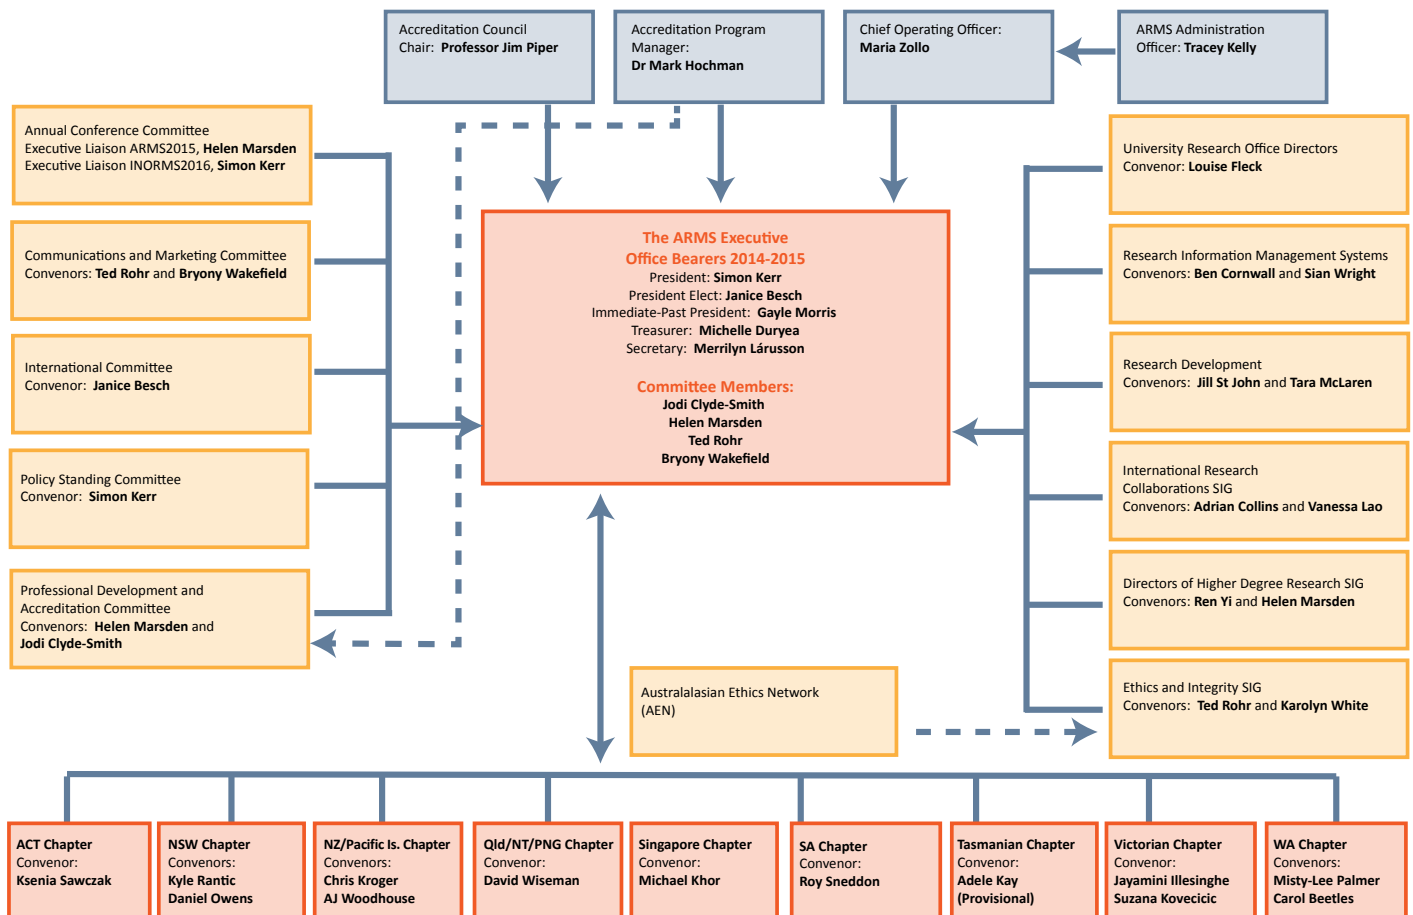 Accreditation Council
Chair: Professor Jim Piper
Accreditation Program
Manager:
Dr Mark Hochman
Chief Operating Officer:
Maria Zollo
ARMS Administration
Officer: Tracey Kelly
Annual Conference Committee
Executive Liaison ARMS2015, Helen Marsden
Executive Liaison INORMS2016, Simon Kerr
Communications and Marketing Committee
Convenors: Ted Rohr and Bryony Wakefield
International Committee
Convenor: Janice Besch
Policy Standing Committee
Convenor: Simon Kerr
Professional Development and
Accreditation Committee
Convenors: Helen Marsden and
Jodi Clyde-Smith
The ARMS Executive
Office Bearers 2014-2015
President: Simon Kerr
President Elect: Janice Besch
Immediate-Past President: Gayle Morris
Treasurer: Michelle Duryea
Secretary: Merrilyn Lárusson
Committee Members:
Jodi Clyde-Smith
Helen Marsden
Ted Rohr
Bryony Wakefield
University Research Office Directors
Convenor: Louise Fleck
Research Information Management Systems
Convenors: Ben Cornwall and Sian Wright
Research Development
Convenors: Jill St John and Tara McLaren
International Research
Collaborations SIG
Convenors: Adrian Collins and Vanessa Lao
Directors of Higher Degree Research SIG
Convenors: Ren Yi and Helen Marsden
Ethics and Integrity SIG
Convenors: Ted Rohr and Karolyn White
Australalasian Ethics Network
(AEN)
ACT Chapter
Convenor:
Ksenia Sawczak
NSW Chapter
Convenors:
Kyle Rantic
Daniel Owens
NZ/Pacific Is. Chapter
Convenors:
Chris Kroger
AJ Woodhouse
Qld/NT/PNG Chapter
Convenor:
David Wiseman
Singapore Chapter
Convenor:
Michael Khor
SA Chapter
Convenor:
Roy Sneddon
Tasmanian Chapter
Convenor:
Adele Kay
(Provisional)
Victorian Chapter
Convenor:
Jayamini Illesinghe
Suzana Kovecicic
WA Chapter
Convenors:
Misty-Lee Palmer
Carol Beetles